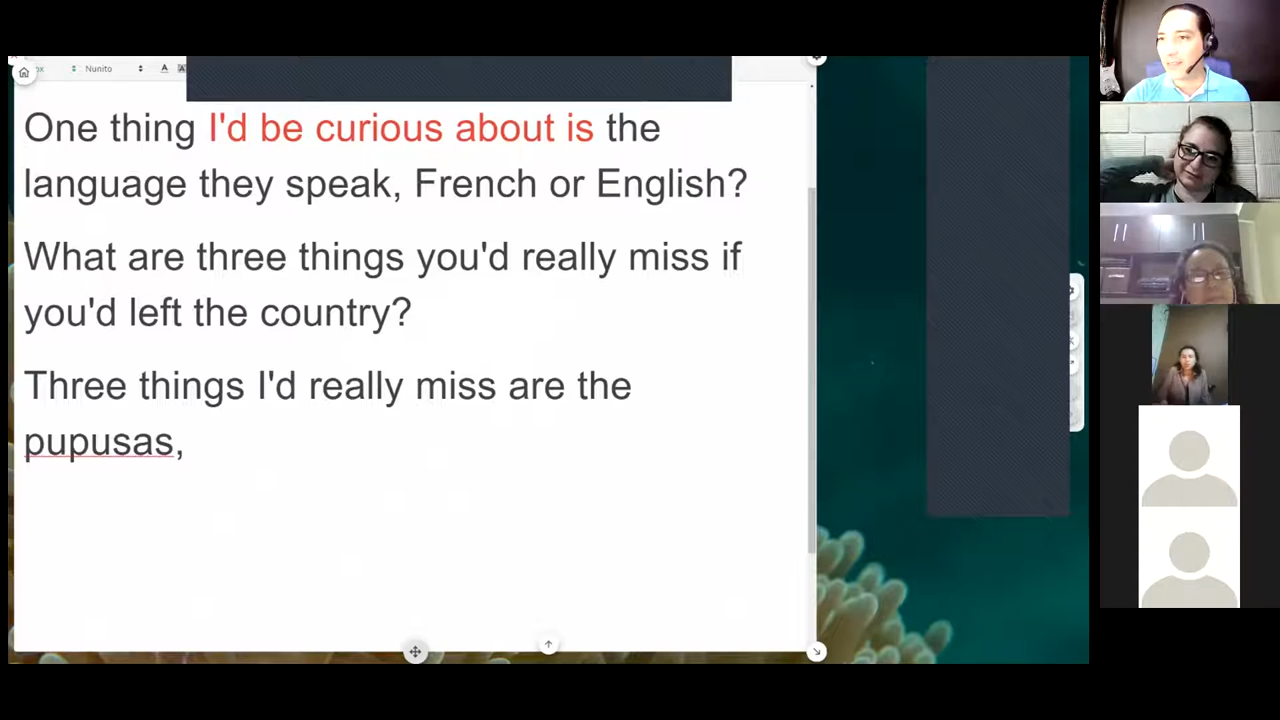 Nunito A
One thing I'd be curious about is the
language they speak, French or English?
What are three things you'd really miss if
you'd left the country?
Three things I'd really miss are the
pupusas,